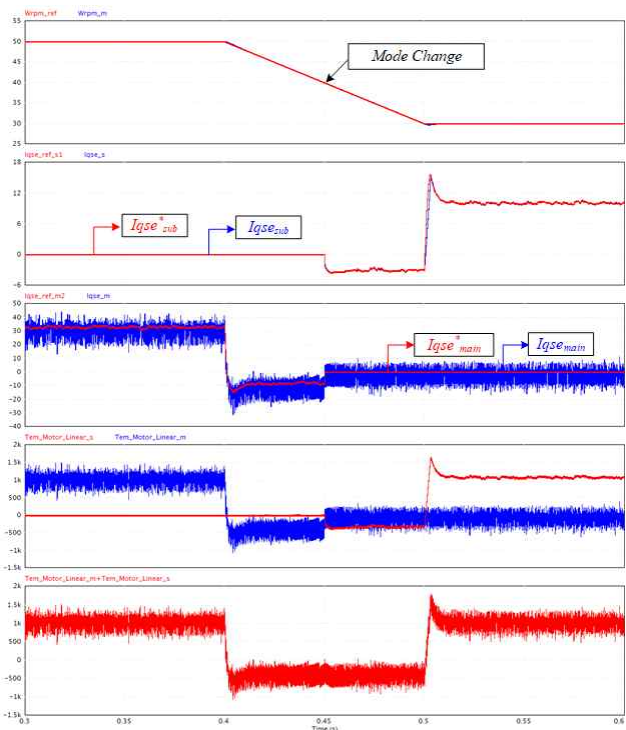 Wrpm_ref Wrpm_m
55
50
45
40
35
30
25
Mode Change
Iqse_ref_s1 Iqse_s
18
12
6
0
-6
Iqse*sub
Iqsesub
Iqse_ref_m2 Iqse_m
50
40
30
20
10
0
-10
-20
-30
-40
Iqse*main
Iqsemain
Tem_Motor_Linear_s Tem_Motor_Linear_m
2k
1.5k
1k
500
0
-500
-1k
-1.5k
Tem_Motor_Linear_m+Tem_Motor_Linear_s
2k
1.5k
1k
500
0
-500
-1k
-1.5k
0.3 0.35 0.4 0.45 0.5 0.55 0.6
Time (s)